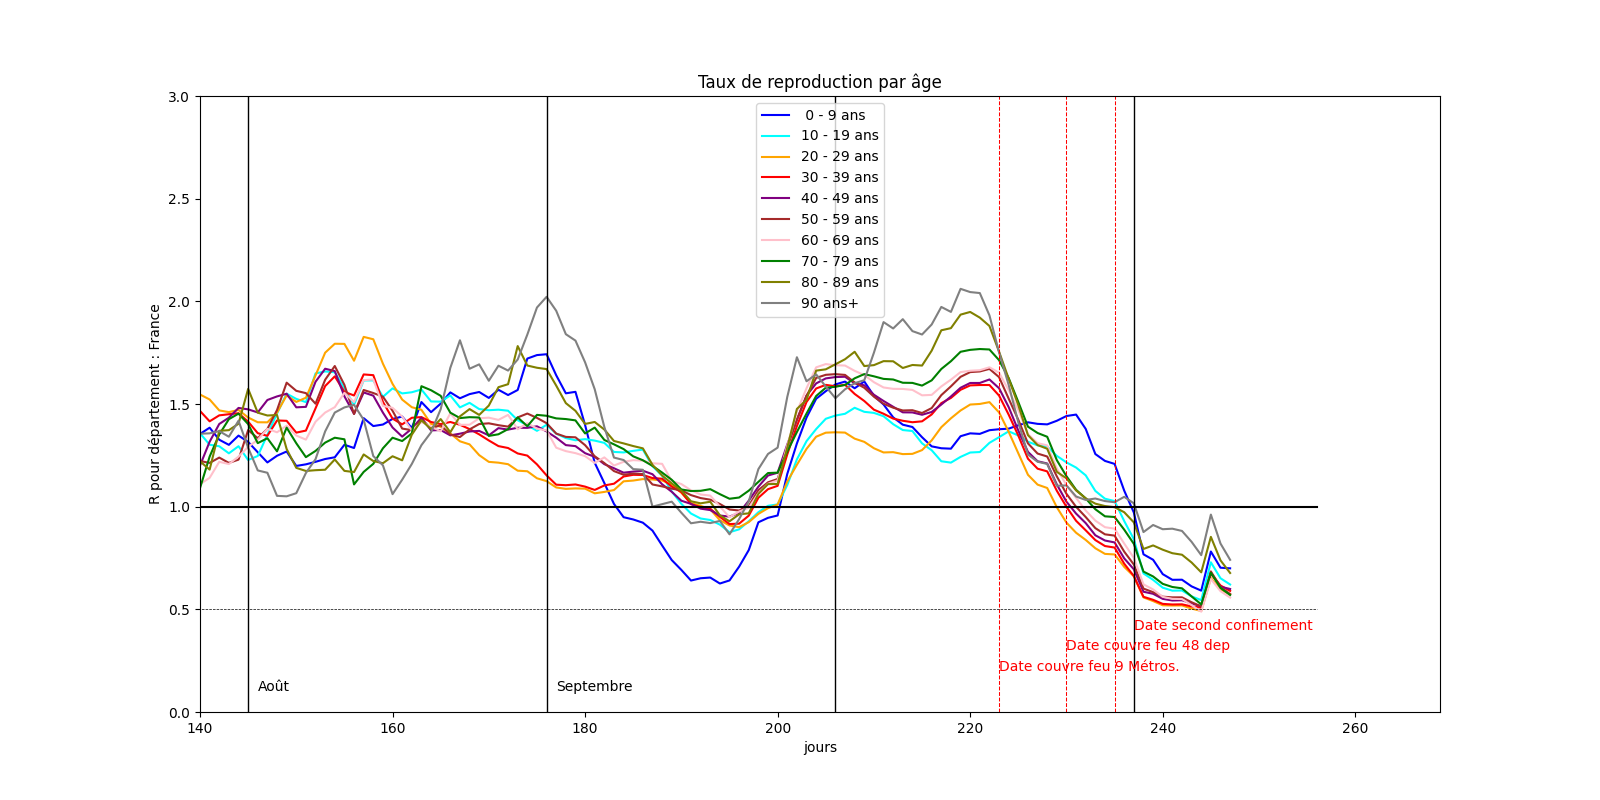 Taux de reproduction par âge
R pour département : France
3.0
2.5
2.0
1.5
1.0
0.5
0.0
0 - 9 ans
10 - 19 ans
20 - 29 ans
30 - 39 ans
40 - 49 ans
50 - 59 ans
60 - 69 ans
70 - 79 ans
80 - 89 ans
90 ans+
Date second confinement
Date couvre feu 48 dep
Date couvre feu 9 Métros.
Août
Septembre
140
160
180
200
220
240
260
jours